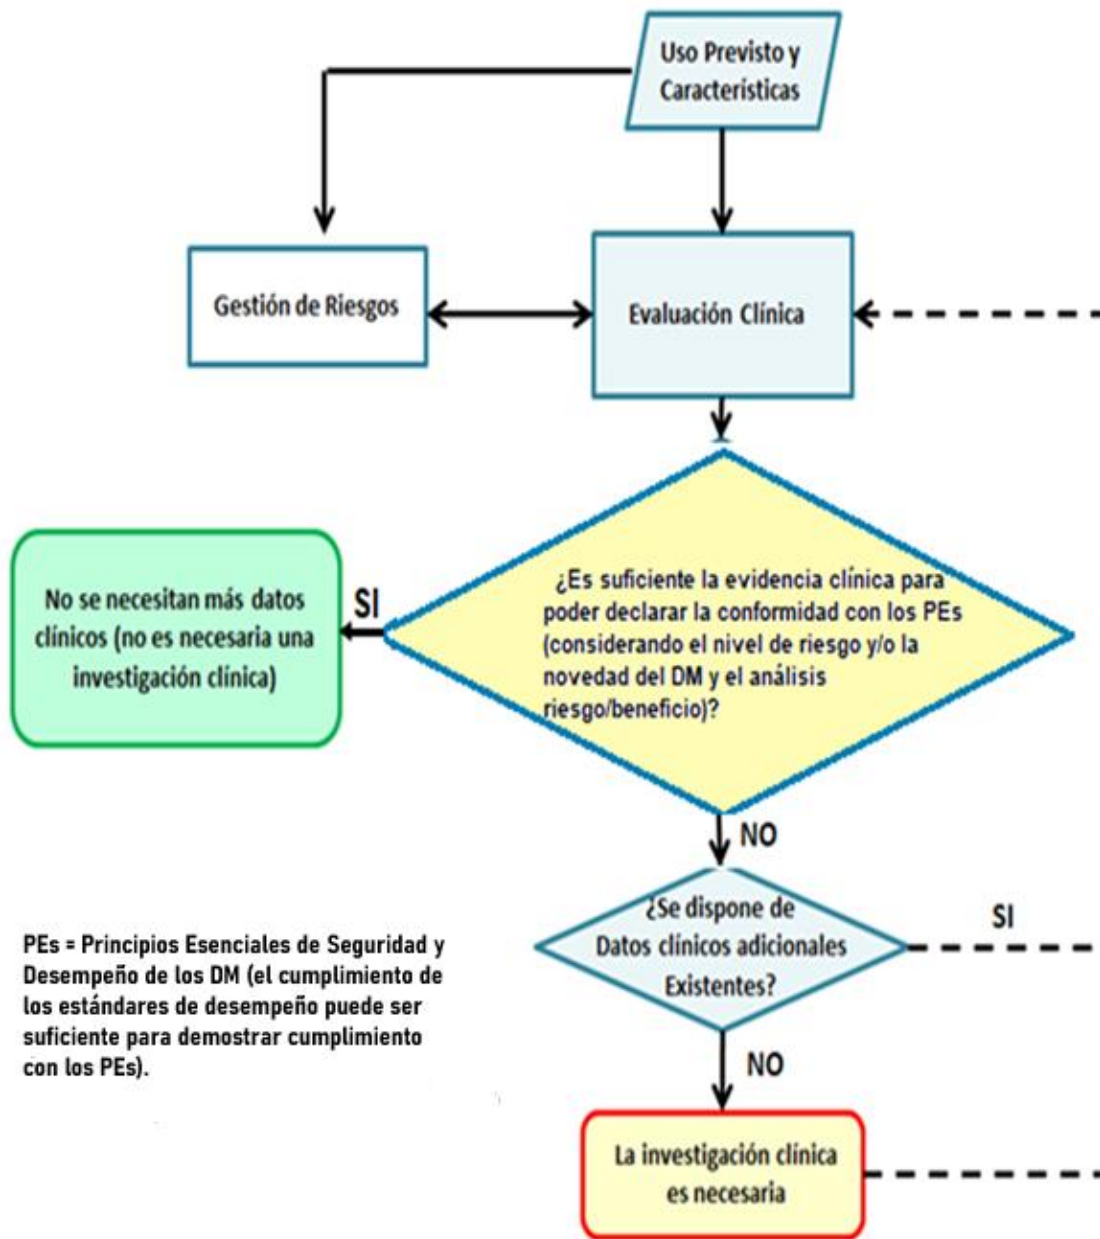 Uso Previsto y
Características
Gestión de Riesgos
Evaluación Clínica
¿Es suficiente la evidencia clínica para
poder declarar la conformidad con los PEs
(considerando el nivel de riesgo y/o la
novedad del DM y el análisis
riesgo/beneficio)?
SI
No se necesitan más datos
clínicos (no es necesaria una
investigación clínica)
NO
¿Se dispone de
Datos clínicos adicionales
Existentes?
SI
NO
La investigación clínica
es necesaria
PEs = Principios Esenciales de Seguridad y
Desempeño de los DM (el cumplimiento de
los estándares de desempeño puede ser
suficiente para demostrar cumplimiento
con los PEs).